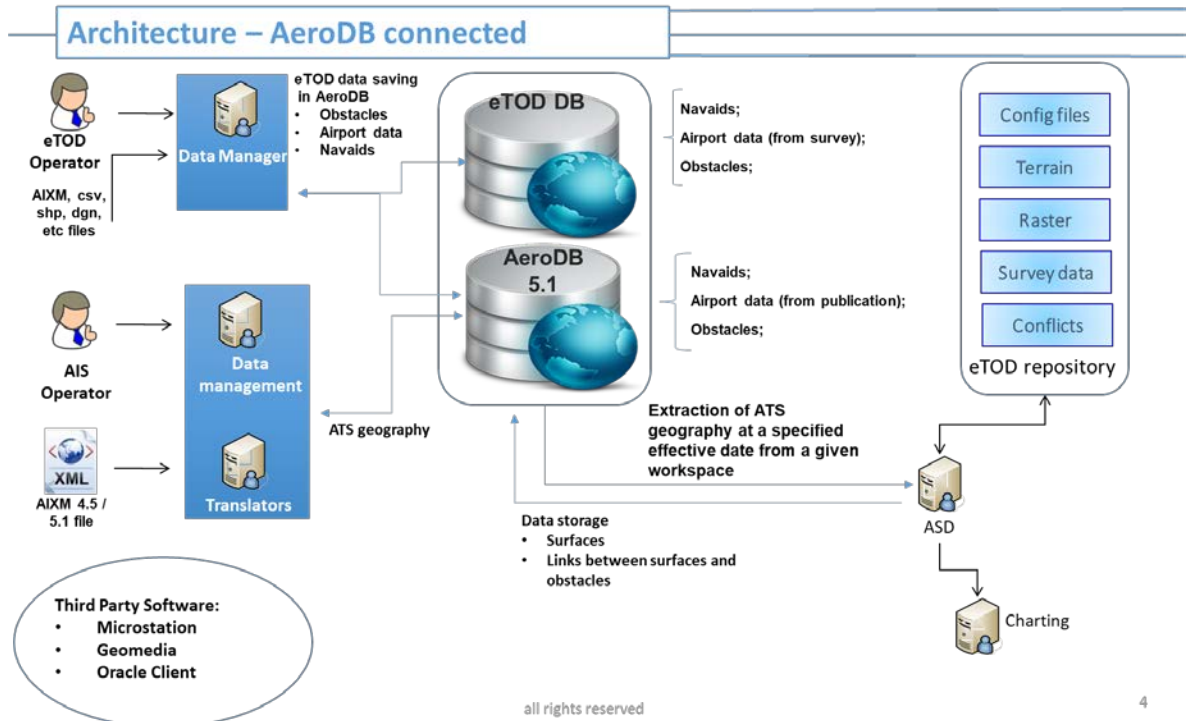 Architecture – AeroDB connected
eTOD
Operator
AIXM, csv,
shp, dgn,
etc files
Data Manager
eTOD data saving
in AeroDB
• Obstacles
• Airport data
• Navaids
eTOD DB
Navaids;
Airport data (from survey);
Obstacles;
AeroDB
5.1
Navaids;
Airport data (from publication);
Obstacles;
Config files
Terrain
Raster
Survey data
Conflicts
eTOD repository
AIS
Operator
XML
AIXM 4.5 /
5.1 file
Data
management
Translators
ATS geography
Extraction of ATS
geography at a specified
effective date from a given
workspace
Data storage
• Surfaces
• Links between surfaces and
obstacles
ASD
Charting
Third Party Software:
• Microstation
• Geomedia
• Oracle Client
all rights reserved
4